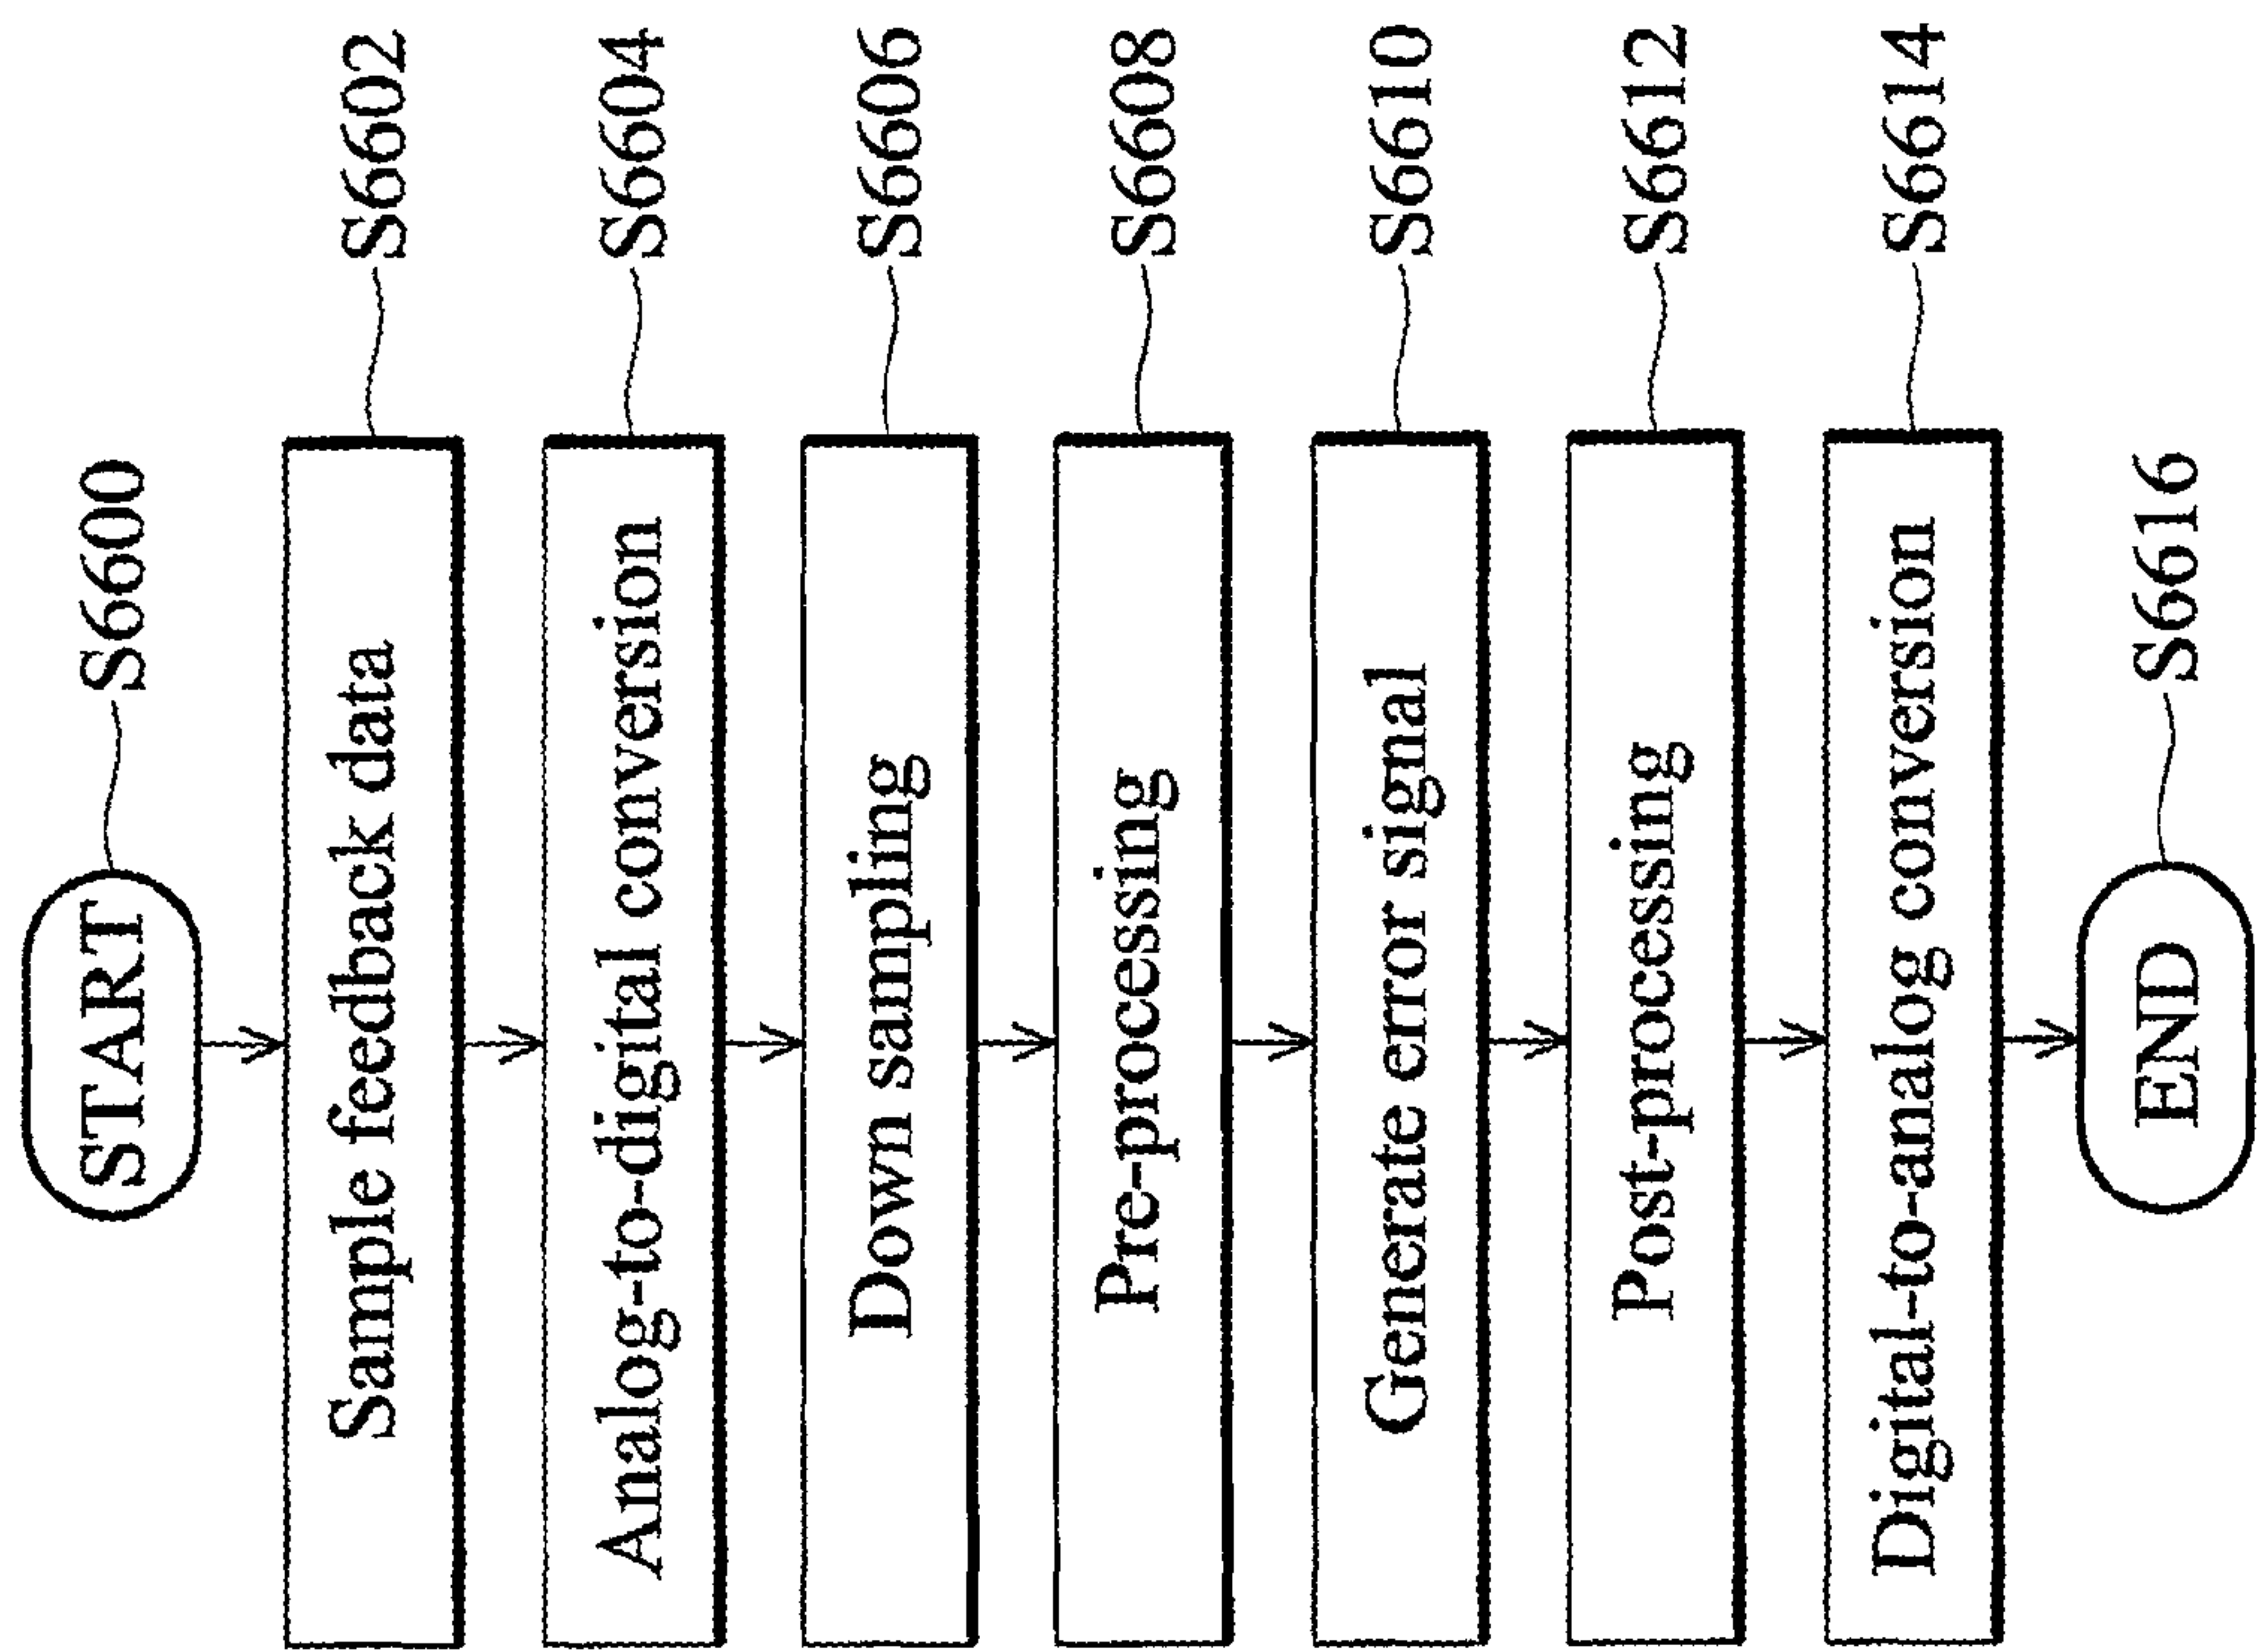 START
S6600
Sample feedback data
S6602
Analog-to-digital conversion
S6604
Down sampling
S6606
Pre-processing
S6608
Generate error signal
S6610
Post-processing
S6612
Digital-to-analog conversion
S6614
END
S6616